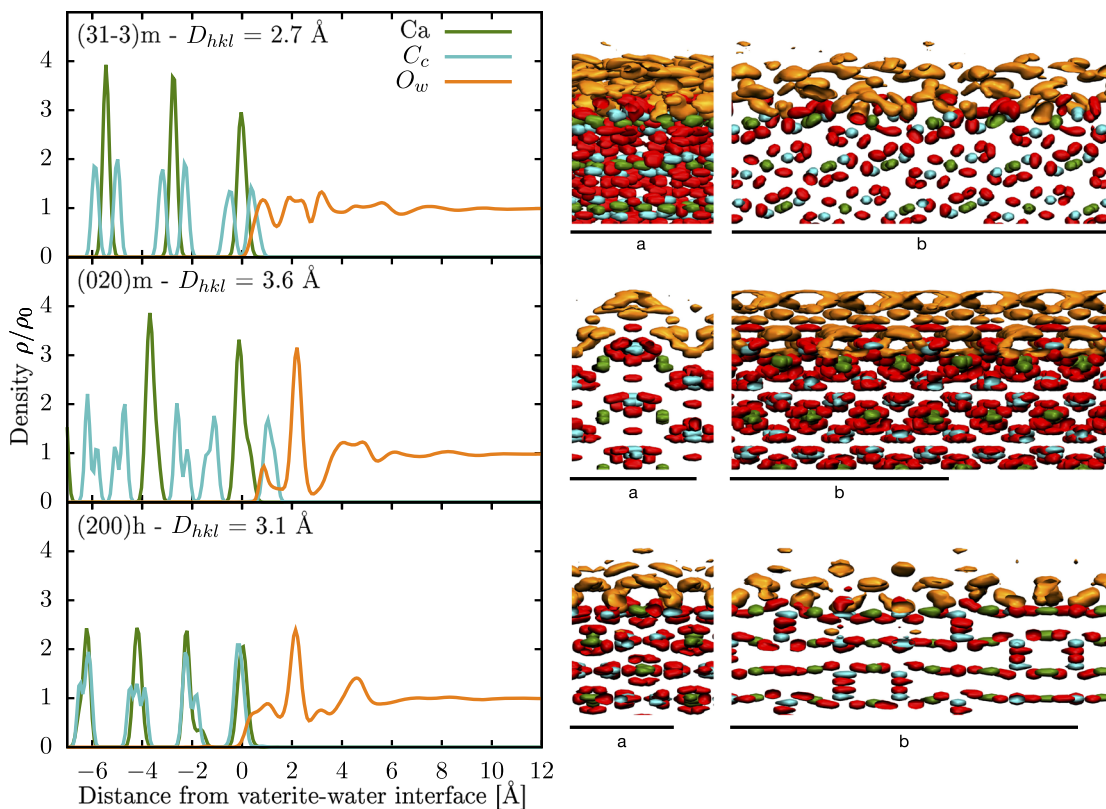 (31-3)m - D_hkl = 2.7 Å
Ca
C_c
O_w
4
3
2
1
0
a
b
(020)m - D_hkl = 3.6 Å
4
3
2
1
0
a
b
Density ρ/ρ0
(200)h - D_hkl = 3.1 Å
4
3
2
1
0
a
b
−6 −4 −2 0 2 4 6 8 10 12
Distance from vaterite-water interface [Å]